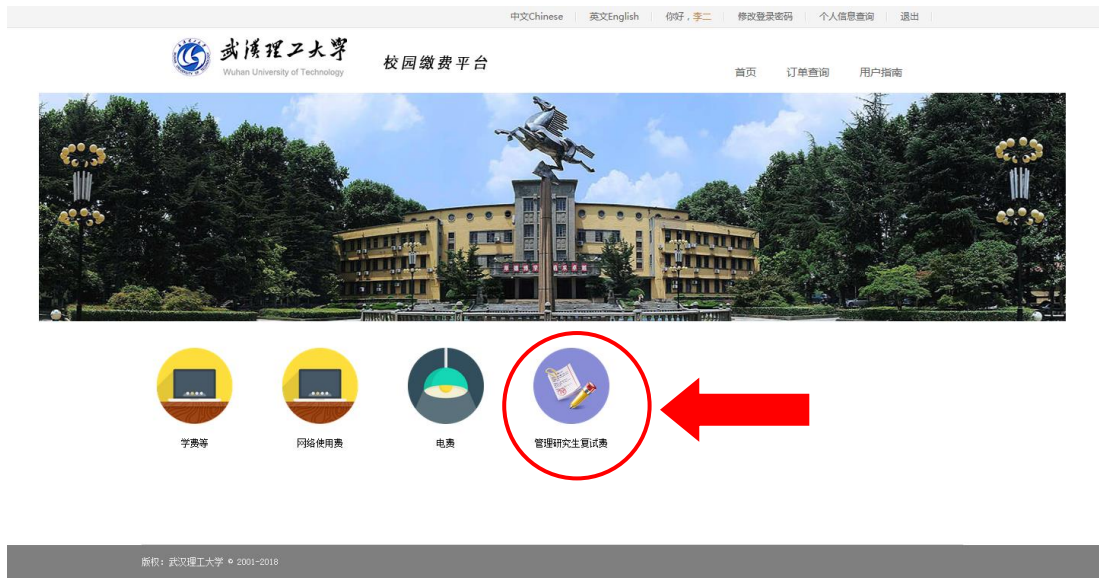 中文Chinese 英文English 你好，李二 修改登录密码 个人信息查询 退出
武漢理工大學
Wuhan University of Technology
校园缴费平台
首页 订单查询 用户指南
学费等 网络使用费 电费 管理研究生复试费
版权：武汉理工大学 © 2001-2018